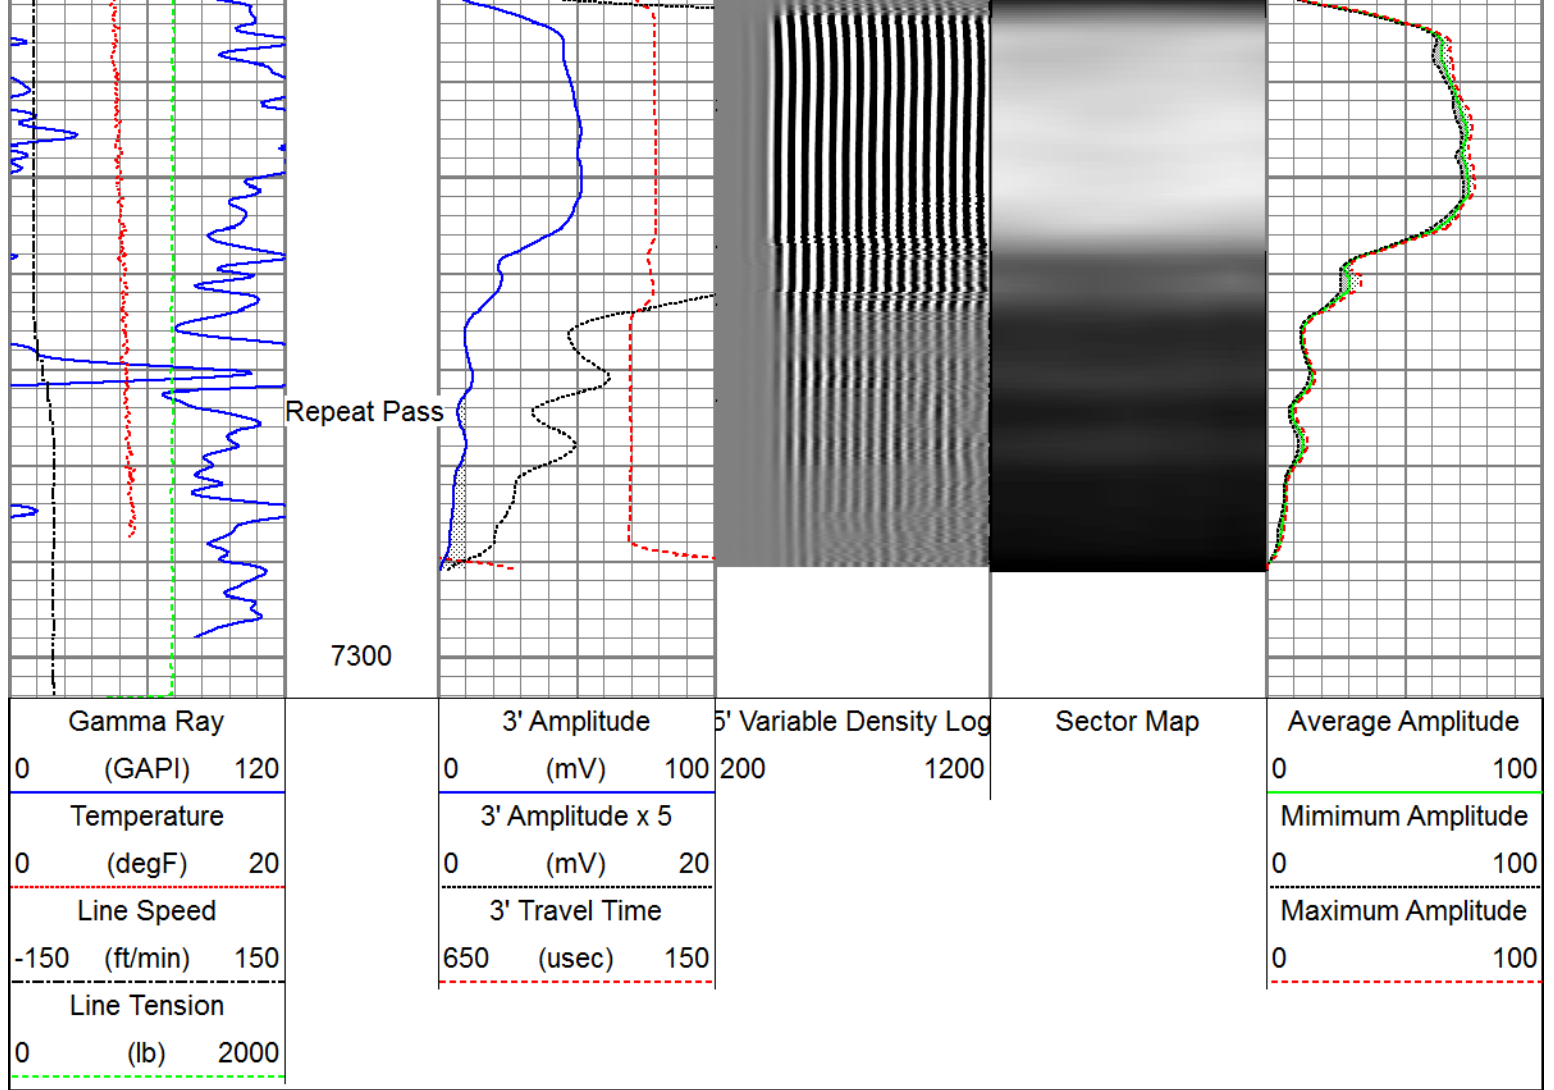 Repeat Pass
7300
Gamma Ray
0 (GAPI) 120
Temperature
0 (degF) 20
Line Speed
-150 (ft/min) 150
Line Tension
0 (lb) 2000
3' Amplitude
0 (mV) 100
3' Amplitude x 5
0 (mV) 20
3' Travel Time
650 (usec) 150
5' Variable Density Log
200 1200
Sector Map
Average Amplitude
0 100
Mimimum Amplitude
0 100
Maximum Amplitude
0 100